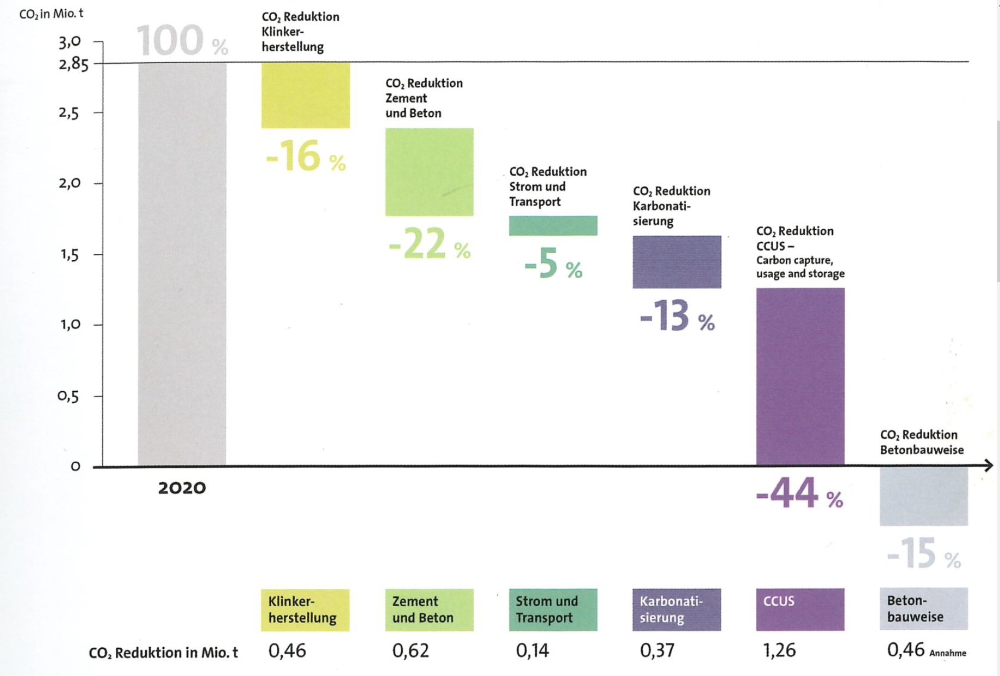 CO₂ in Mio. t
3,0
2,85
2,5
2,0
1,5
1,0
0,5
0
100 %
2020
CO₂ Reduktion
Klinker-
herstellung
-16 %
CO₂ Reduktion
Zement
und Beton
-22 %
CO₂ Reduktion
Strom und
Transport
-5 %
CO₂ Reduktion
Karbonati-
sierung
-13 %
CO₂ Reduktion
CCUS –
Carbon capture,
usage and storage
-44 %
CO₂ Reduktion
Betonbauweise
-15 %
Klinker-
herstellung
Zement
und Beton
Strom und
Transport
Karbonati-
sierung
CCUS
Beton-
bauweise
CO₂ Reduktion in Mio. t 0,46 0,62 0,14 0,37 1,26 0,46 Annahme